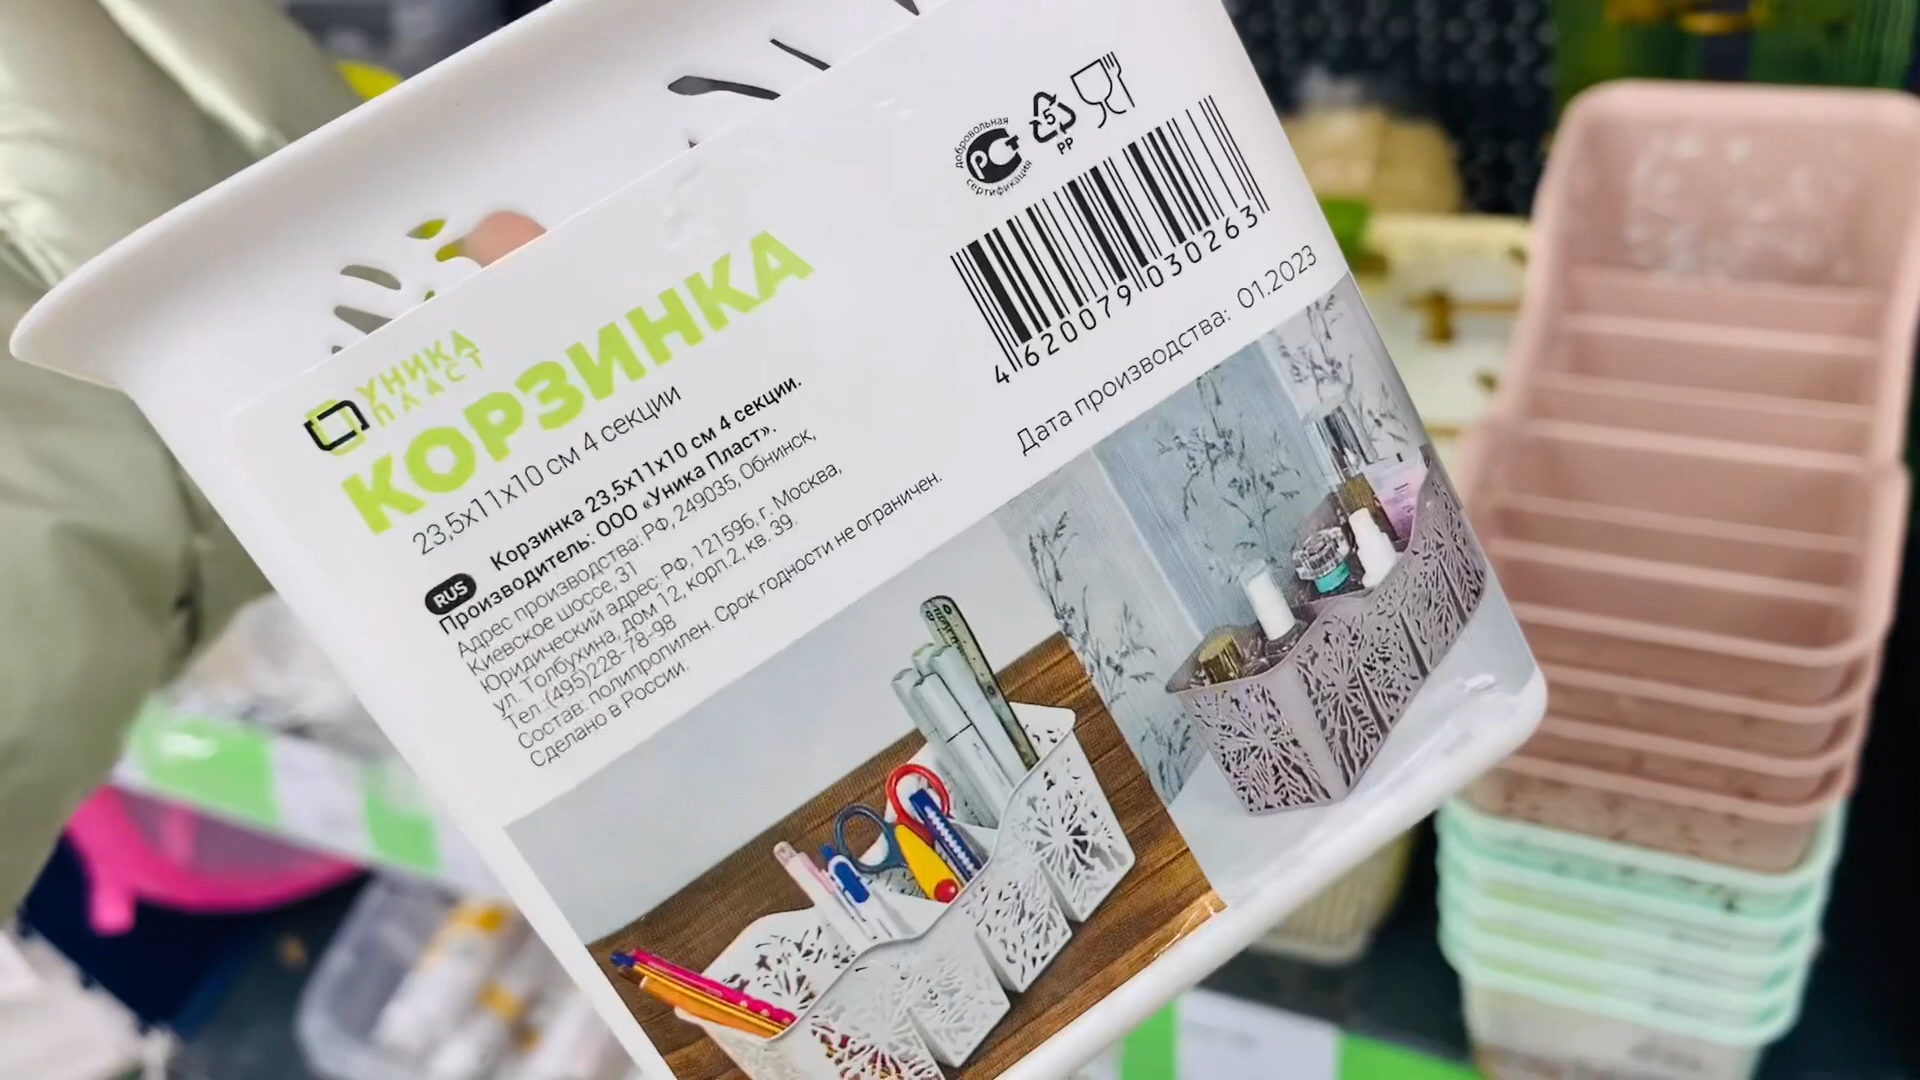 УНИКА
ПЛАСТ
КОРЗИНКА
23,5х11х10 см 4 секции
RUS
Корзинка 23,5х11х10 см 4 секции.
Производитель: ООО «Уника Пласт».
Адрес производства: РФ, 249035, Обнинск,
Киевское шоссе, 31
Юридический адрес: РФ, 121596, г. Москва,
ул. Толбухина, дом 12, корп.2, кв. 39.
Тел.:(495)228-78-98
Состав: полипропилен. Срок годности не ограничен.
Сделано в России.
добровольная
РСТ
сертификация
5
PP
4 620079 030263
Дата производства: 01.2023